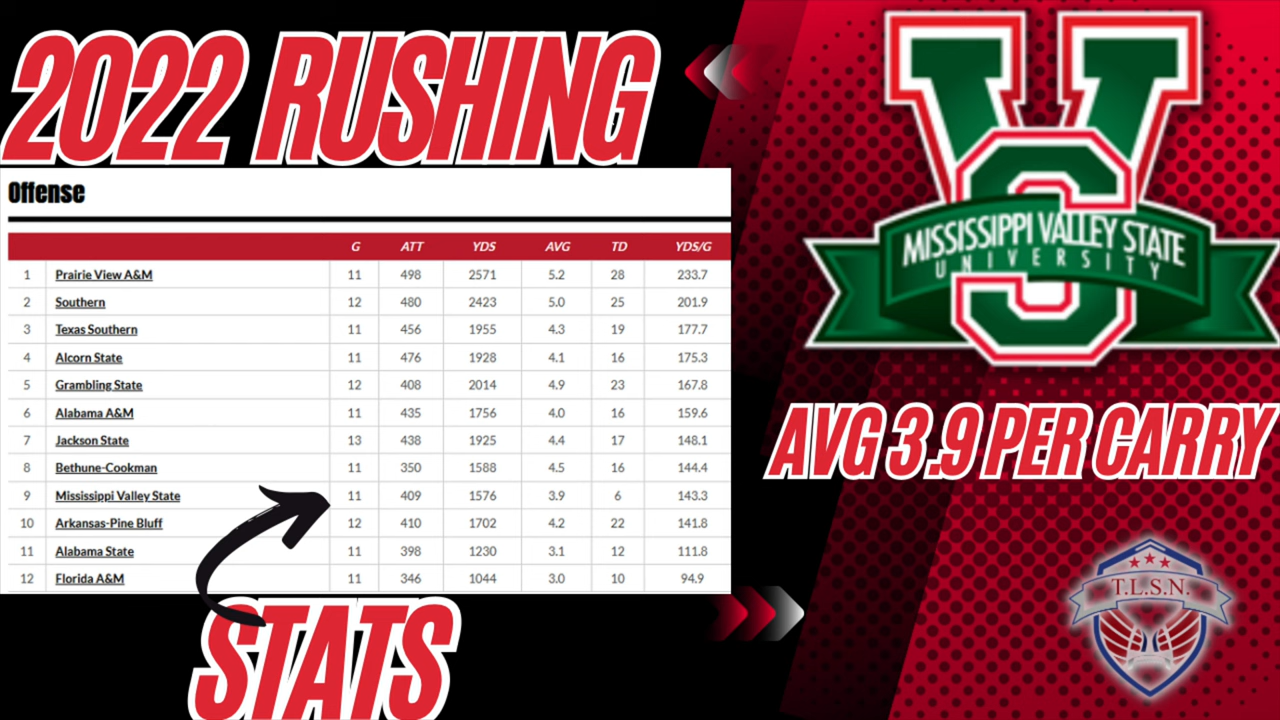 2022 RUSHING
Offense
G ATT YDS AVG TD YDS/G
1 Prairie View A&M 11 498 2571 5.2 28 233.7
2 Southern 12 480 2423 5.0 25 201.9
3 Texas Southern 11 456 1955 4.3 19 177.7
4 Alcorn State 11 476 1928 4.1 16 175.3
5 Grambling State 12 408 2014 4.9 23 167.8
6 Alabama A&M 11 435 1756 4.0 16 159.6
7 Jackson State 13 438 1925 4.4 17 148.1
8 Bethune-Cookman 11 350 1588 4.5 16 144.4
9 Mississippi Valley State 11 409 1576 3.9 6 143.3
10 Arkansas-Pine Bluff 12 410 1702 4.2 22 141.8
11 Alabama State 11 398 1230 3.1 12 111.8
12 Florida A&M 11 346 1044 3.0 10 94.9
STATS
V V
S
MISSISSIPPI VALLEY STATE
UNIVERSITY
AVG 3.9 PER CARRY
T.L.S.N.